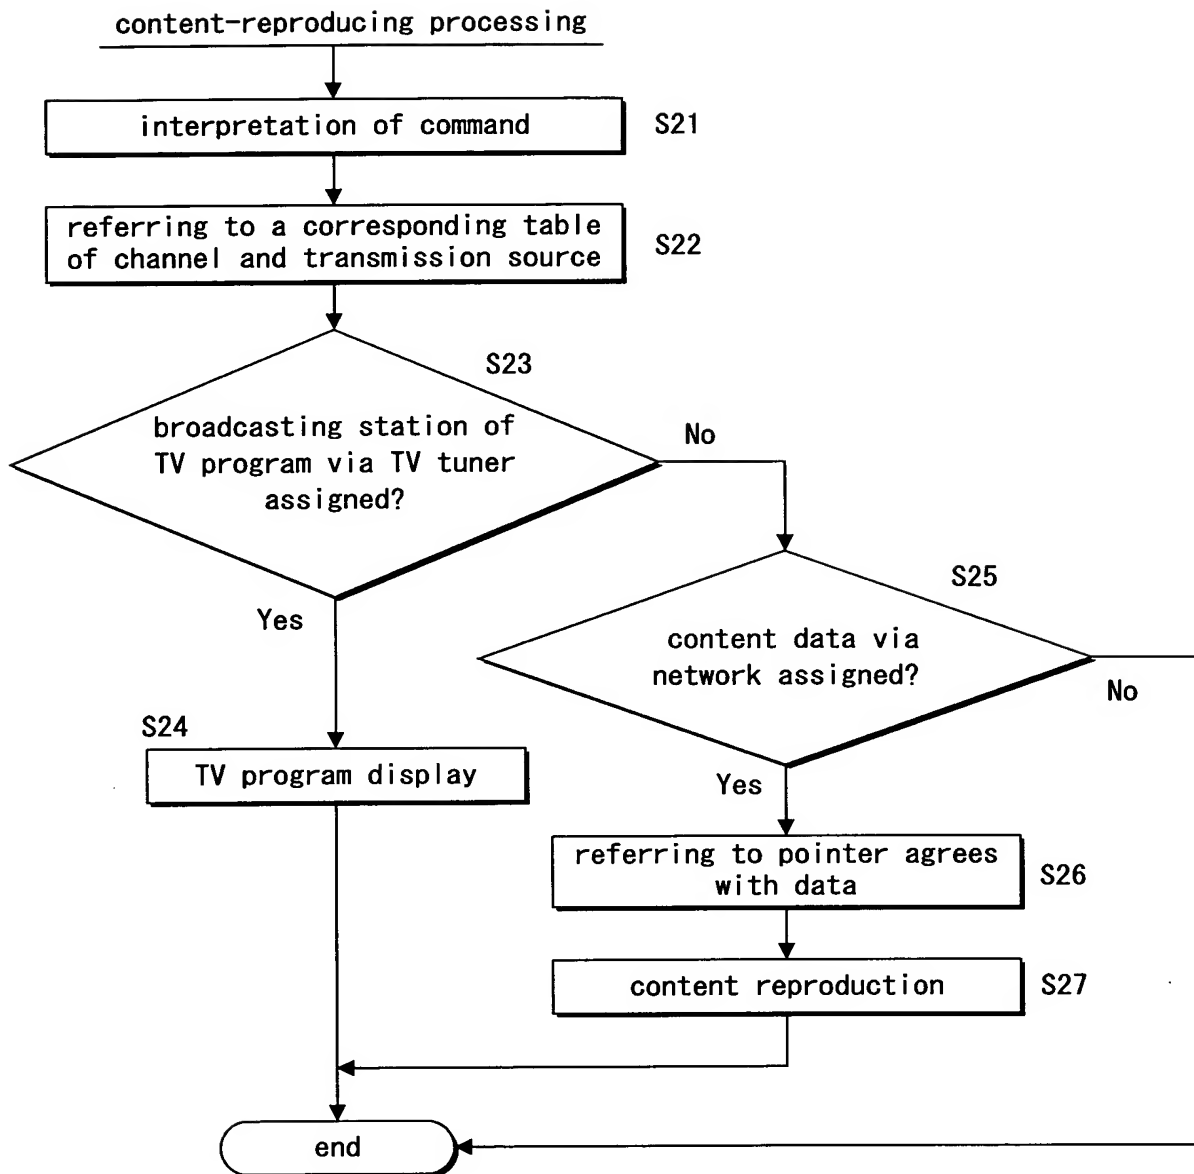 content-reproducing processing
interpretation of command
S21
referring to a corresponding table
of channel and transmission source
S22
S23
broadcasting station of
TV program via TV tuner
assigned?
No
Yes
S25
content data via
network assigned?
No
Yes
S24
TV program display
referring to pointer agrees
with data
S26
content reproduction
S27
end